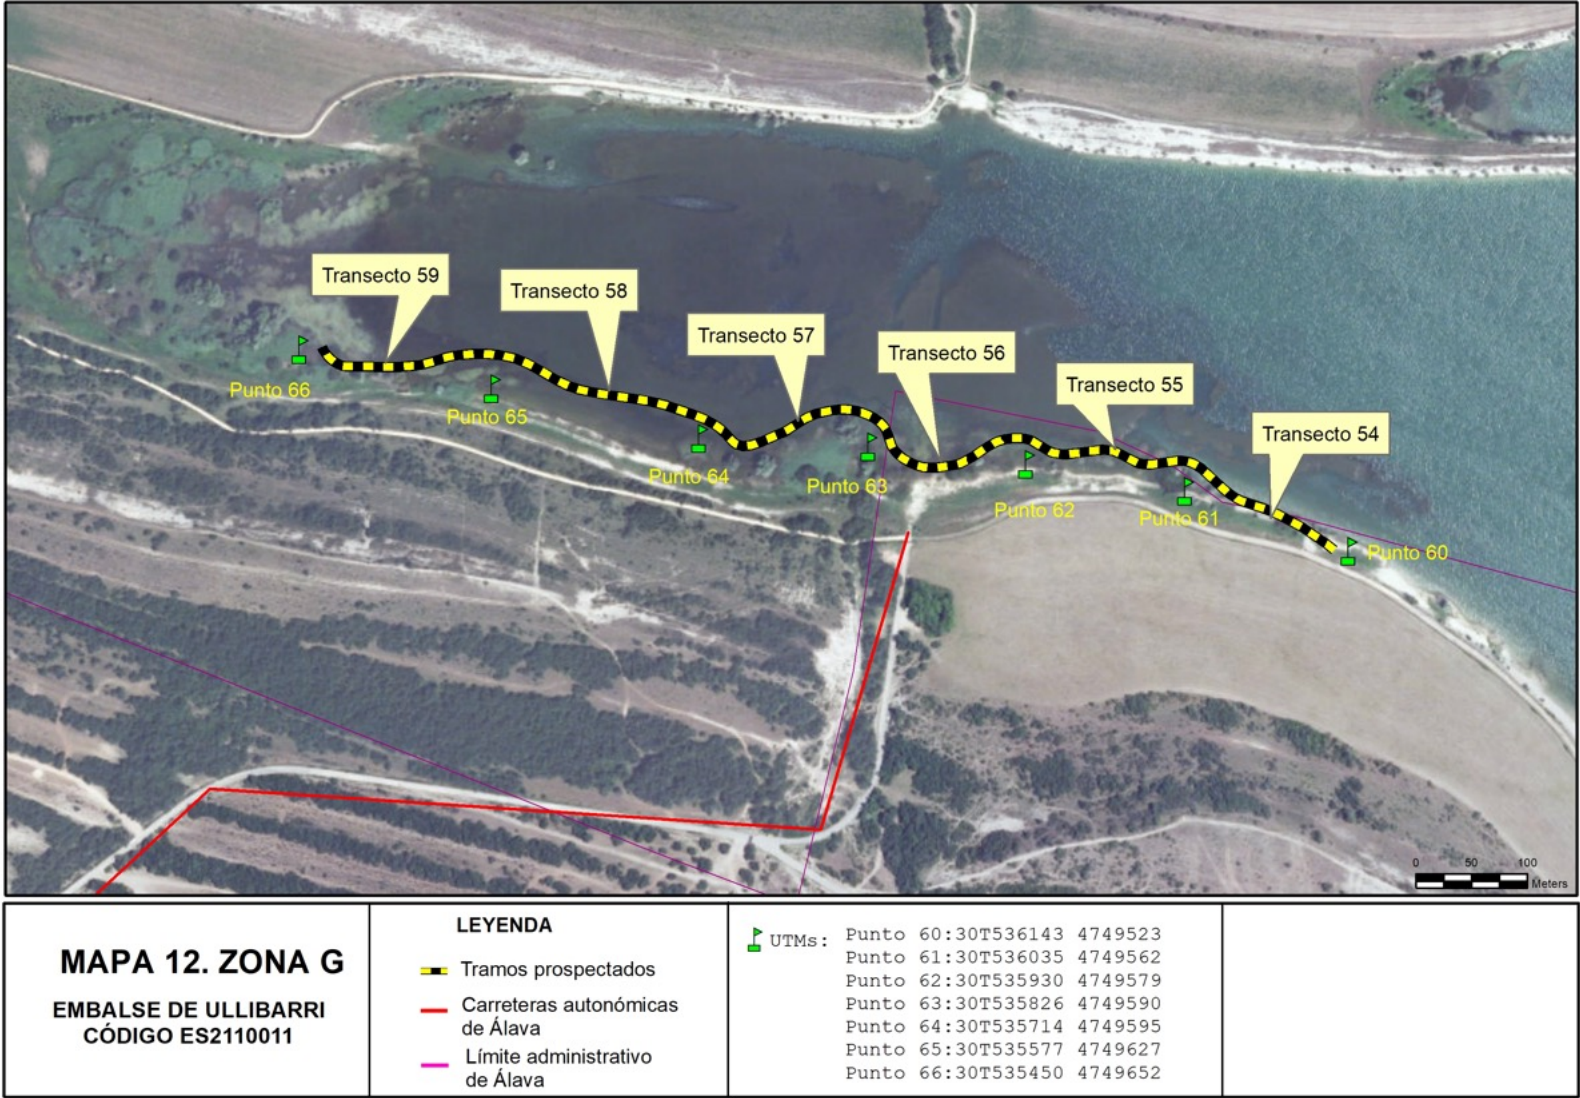 Transecto 59
Transecto 58
Transecto 57
Transecto 56
Transecto 55
Transecto 54
Punto 66
Punto 65
Punto 64
Punto 63
Punto 62
Punto 61
Punto 60
0 50 100
Meters
MAPA 12. ZONA G
EMBALSE DE ULLIBARRI
CÓDIGO ES2110011
LEYENDA
Tramos prospectados
Carreteras autonómicas
de Álava
Límite administrativo
de Álava
UTMs:
Punto 60:30T536143 4749523
Punto 61:30T536035 4749562
Punto 62:30T535930 4749579
Punto 63:30T535826 4749590
Punto 64:30T535714 4749595
Punto 65:30T535577 4749627
Punto 66:30T535450 4749652